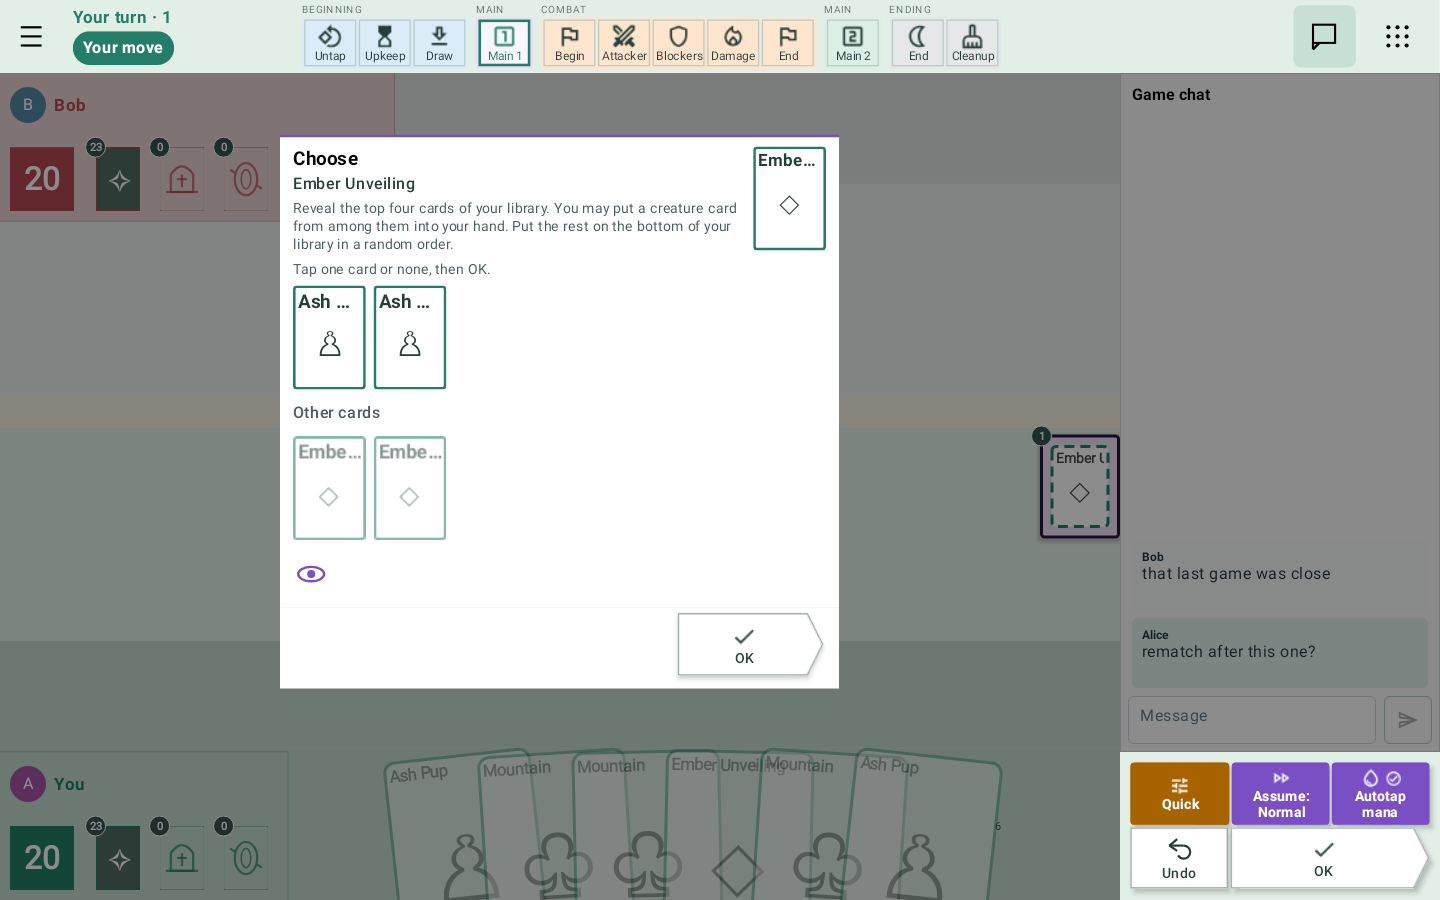 Your turn · 1
Your move
BEGINNING
Untap
Upkeep
Draw
MAIN
1
Main 1
COMBAT
Begin
Attacker
Blockers
Damage
End
MAIN
2
Main 2
ENDING
End
Cleanup
B
Bob
20
23
0
0
Choose
Ember Unveiling
Reveal the top four cards of your library. You may put a creature card
from among them into your hand. Put the rest on the bottom of your
library in a random order.
Tap one card or none, then OK.
Embe...
Ash ...
Ash ...
Other cards
Embe...
Embe...
OK
1
Ember U
Game chat
Bob
that last game was close
Alice
rematch after this one?
Message
A
You
20
23
0
0
Ash Pup
Mountain
Mountain
Ember Unveiling
Mountain
Ash Pup
6
Quick
Assume:
Normal
Autotap
mana
Undo
OK